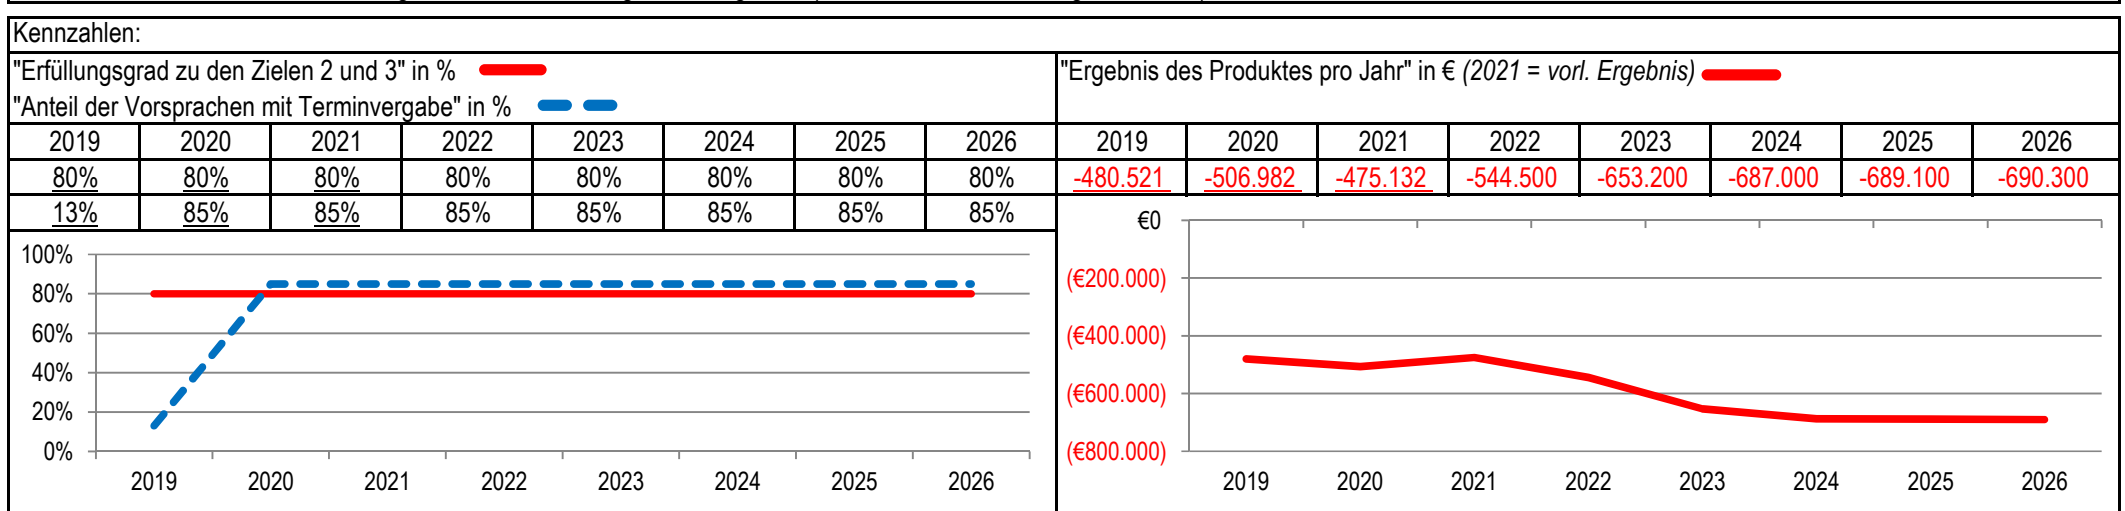 Kennzahlen:
"Erfüllungsgrad zu den Zielen 2 und 3" in %
"Anteil der Vorsprachen mit Terminvergabe" in %
2019 2020 2021 2022 2023 2024 2025 2026
80% 80% 80% 80% 80% 80% 80% 80%
13% 85% 85% 85% 85% 85% 85% 85%
100%
80%
60%
40%
20%
0%
2019 2020 2021 2022 2023 2024 2025 2026
"Ergebnis des Produktes pro Jahr" in € (2021 = vorl. Ergebnis)
2019 2020 2021 2022 2023 2024 2025 2026
-480.521 -506.982 -475.132 -544.500 -653.200 -687.000 -689.100 -690.300
€0
(€200.000)
(€400.000)
(€600.000)
(€800.000)
2019 2020 2021 2022 2023 2024 2025 2026